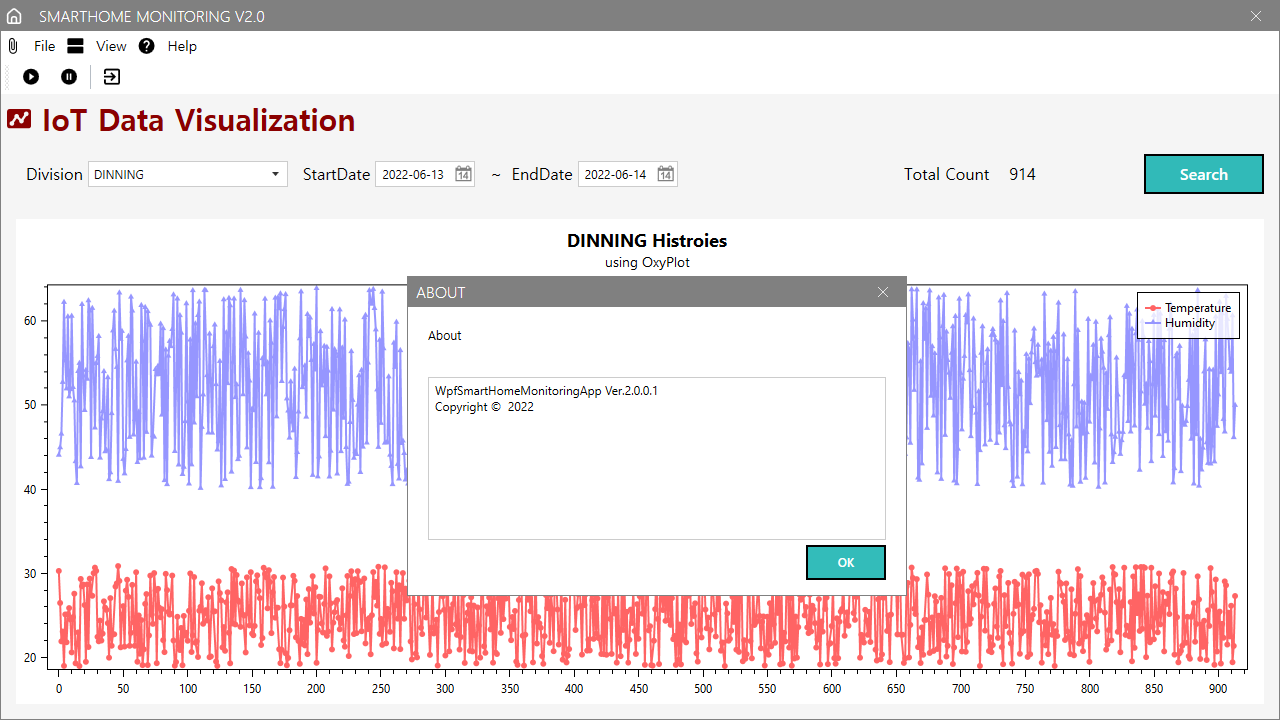 SMARTHOME MONITORING V2.0
File View Help
IoT Data Visualization
Division DINNING StartDate 2022-06-13 14 ~ EndDate 2022-06-14 14 Total Count 914 Search
DINNING Histroies
using OxyPlot
ABOUT
About
WpfSmartHomeMonitoringApp Ver.2.0.0.1
Copyright © 2022
OK
Temperature
Humidity
60
50
40
30
20
0 50 100 150 200 250 300 350 400 450 500 550 600 650 700 750 800 850 900